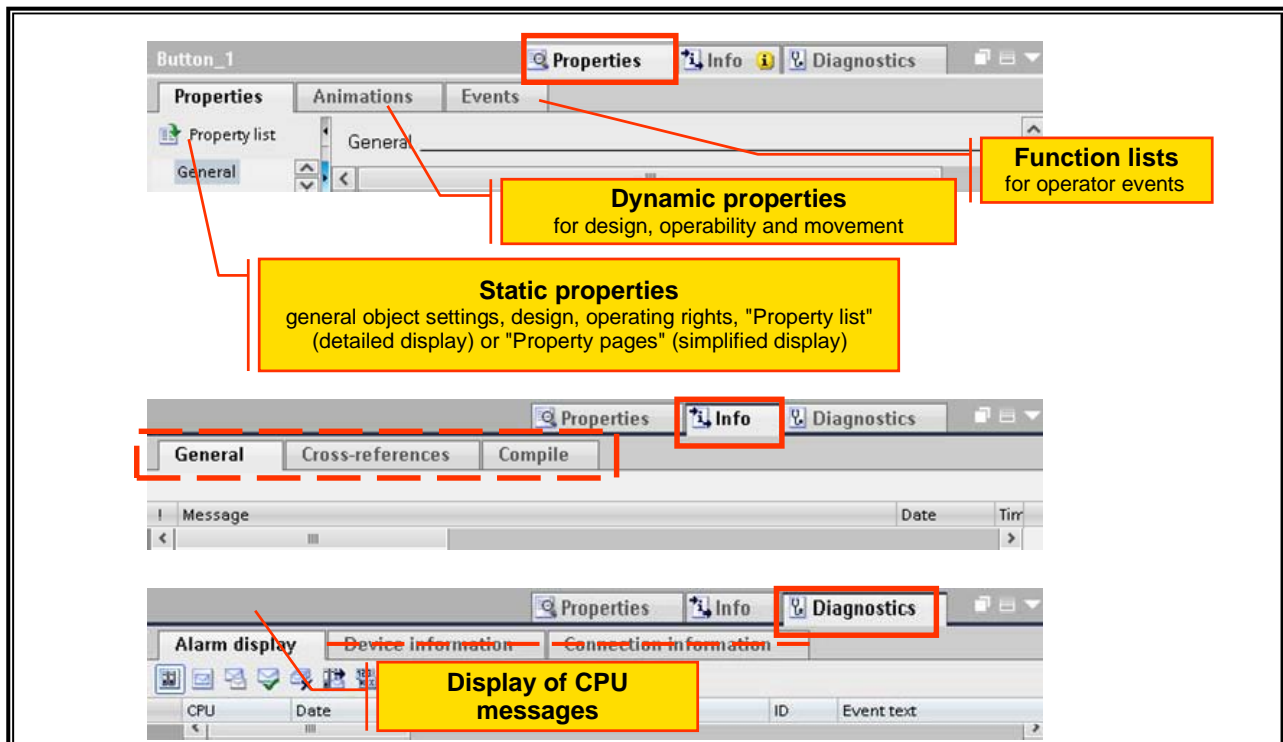 Button_1 Properties Info Diagnostics
Properties Animations Events
Property list General
General
Function lists
for operator events
Dynamic properties
for design, operability and movement
Static properties
general object settings, design, operating rights, "Property list"
(detailed display) or "Property pages" (simplified display)
Properties Info Diagnostics
General Cross-references Compile
! Message Date Tim
Properties Info Diagnostics
Alarm display Device information Connection information
Display of CPU
messages
CPU Date ID Event text